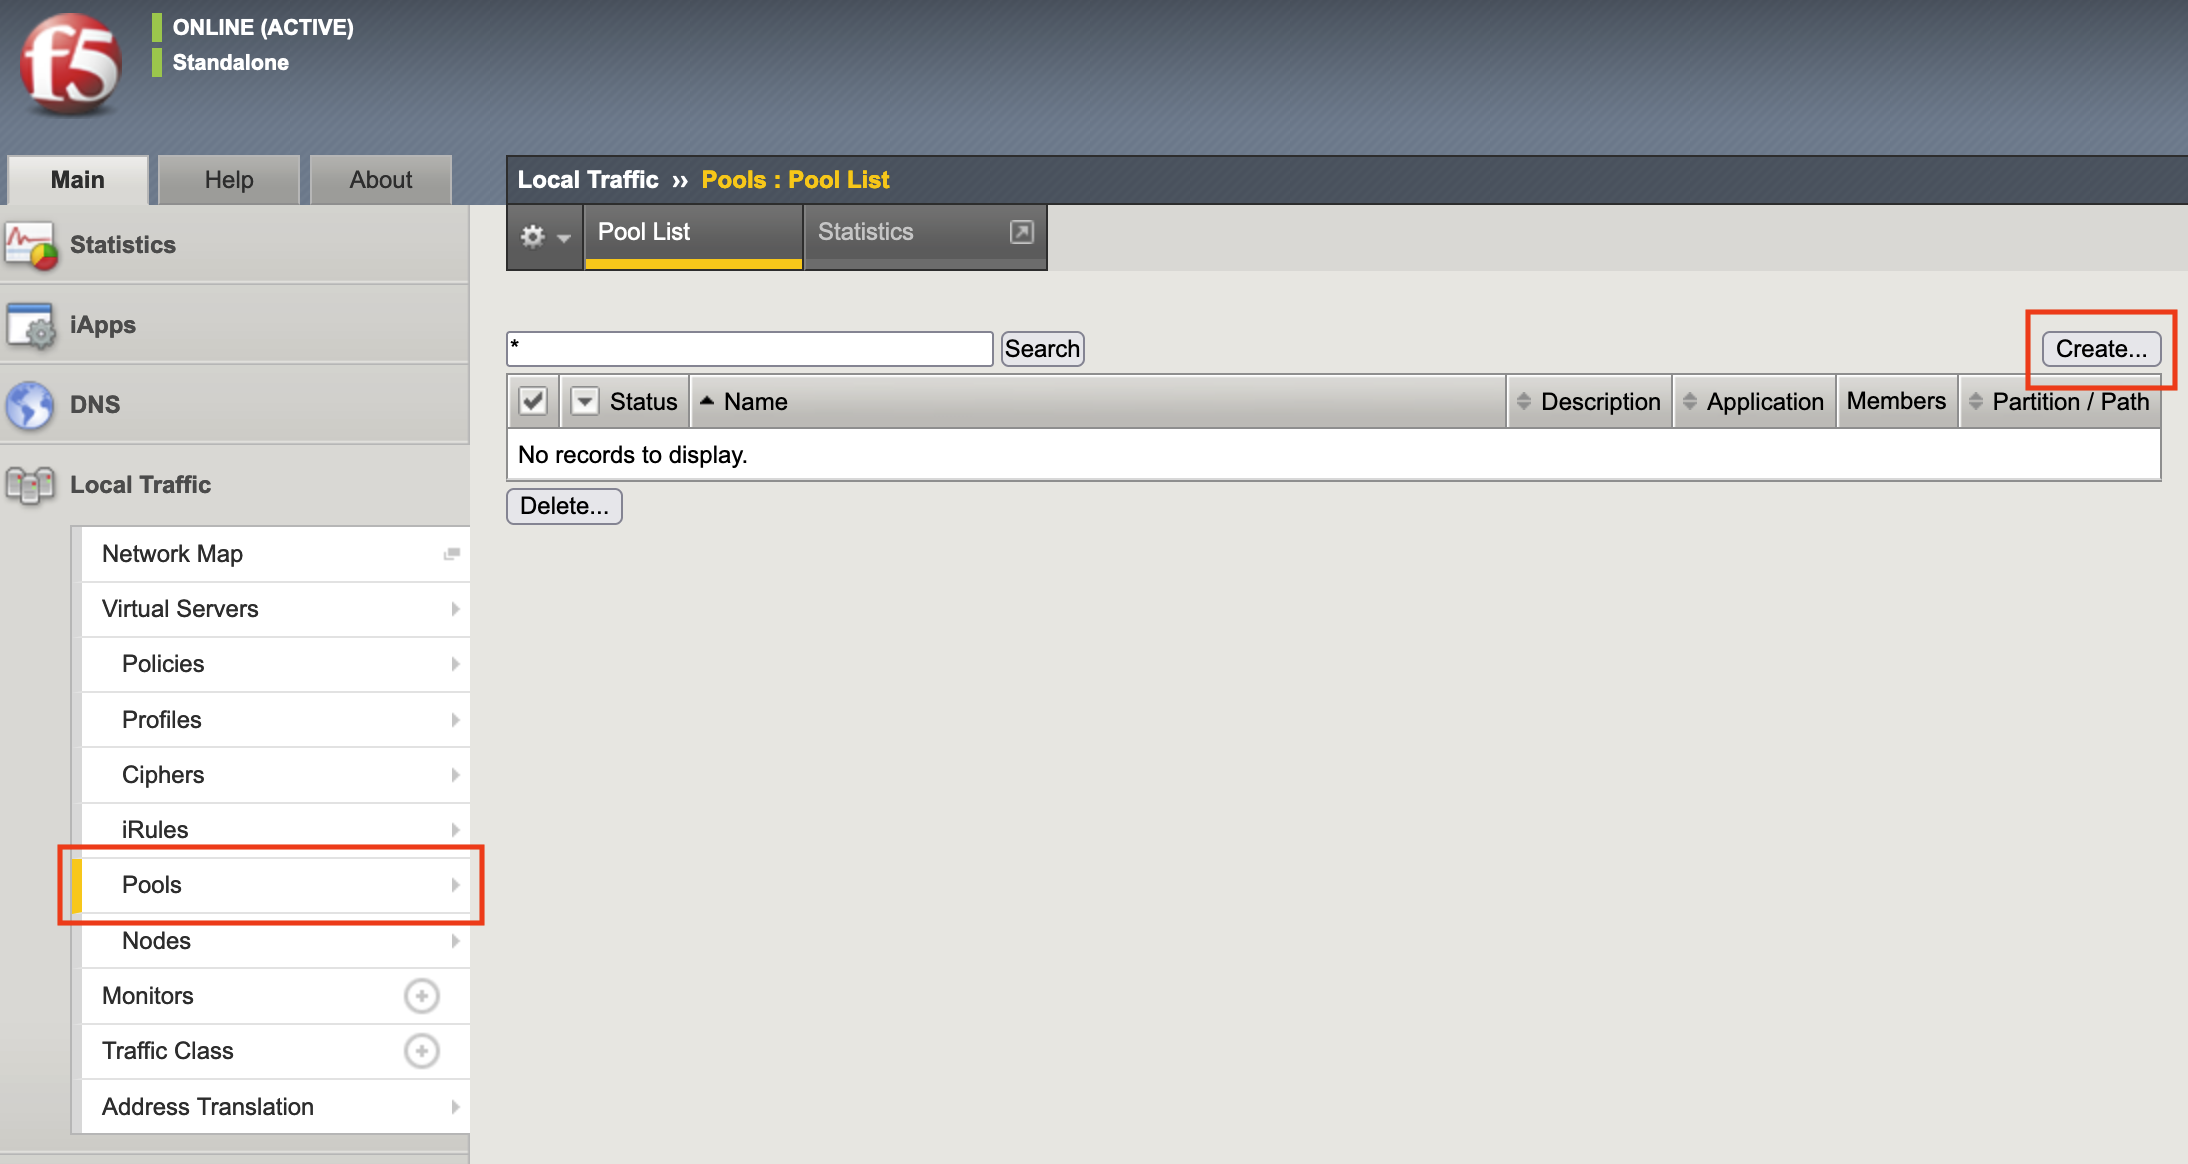 f5
ONLINE (ACTIVE)
Standalone
Main
Help
About
Local Traffic ›› Pools : Pool List
Pool List
Statistics
Statistics
iApps
DNS
Local Traffic
Network Map
Virtual Servers
Policies
Profiles
Ciphers
iRules
Pools
Nodes
Monitors
Traffic Class
Address Translation
*
Search
Create...
Status
Name
Description
Application
Members
Partition / Path
No records to display.
Delete...